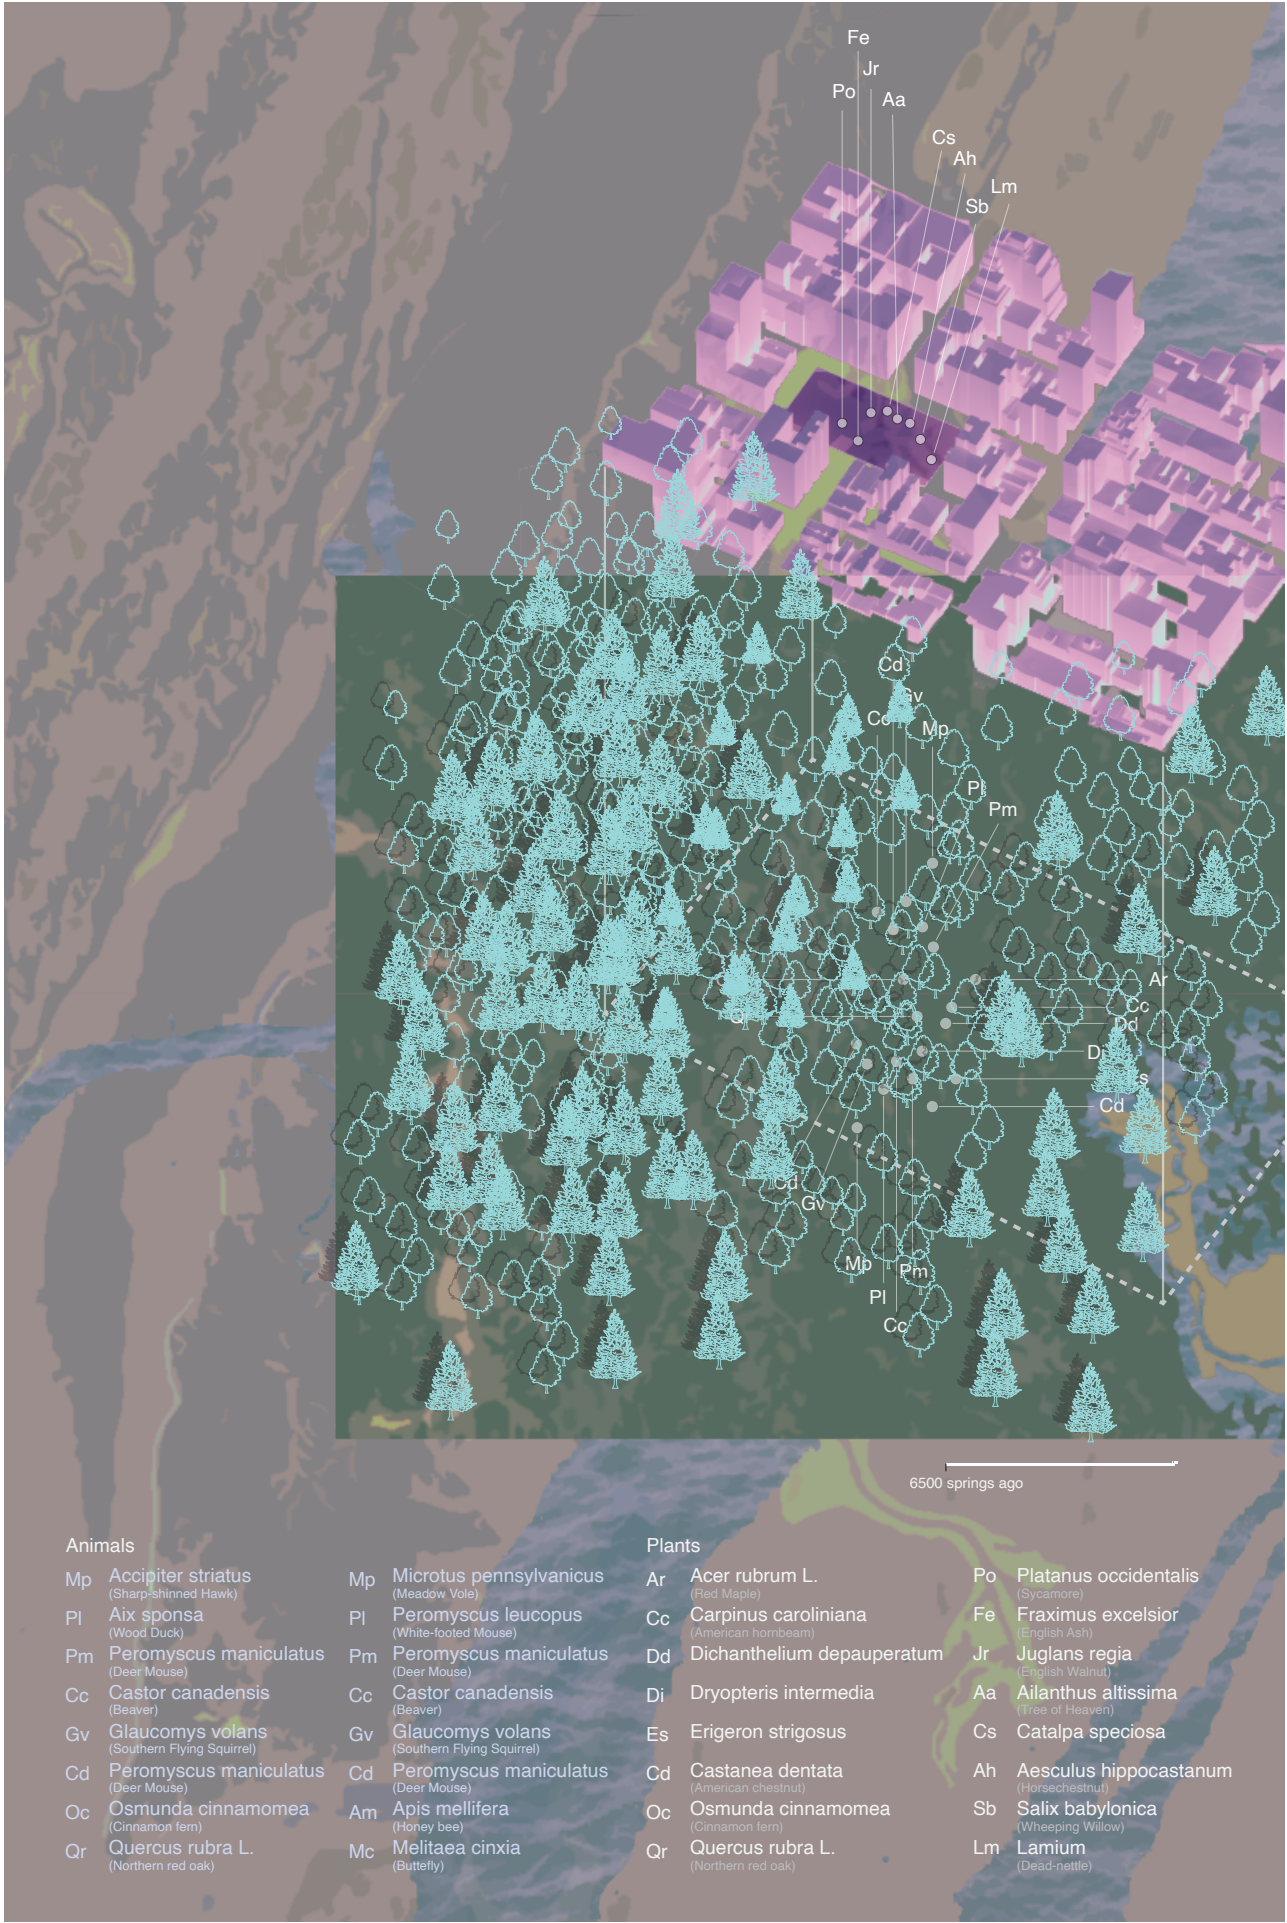 Fe
Jr
Po
Aa
Cs
Ah
Lm
Sb
Cd
Gv
Cc
Mp
Pl
Pm
Ar
Cc
Dd
Di
Cd
Cd
Gv
Mp
Pm
Pl
Cc
6500 springs ago
Animals
Mp Accipiter striatus
(Sharp-shinned Hawk)
Pl Aix sponsa
(Wood Duck)
Pm Peromyscus maniculatus
(Deer Mouse)
Cc Castor canadensis
(Beaver)
Gv Glaucomys volans
(Southern Flying Squirrel)
Cd Peromyscus maniculatus
(Deer Mouse)
Oc Osmunda cinnamomea
(Cinnamon fern)
Qr Quercus rubra L.
(Northern red oak)
Mp Microtus pennsylvanicus
(Meadow Vole)
Pl Peromyscus leucopus
(White-footed Mouse)
Pm Peromyscus maniculatus
(Deer Mouse)
Cc Castor canadensis
(Beaver)
Gv Glaucomys volans
(Southern Flying Squirrel)
Cd Peromyscus maniculatus
(Deer Mouse)
Am Apis mellifera
(Honey bee)
Mc Melitaea cinxia
(Buttefly)
Plants
Ar Acer rubrum L.
(Red Maple)
Cc Carpinus caroliniana
(American hornbeam)
Dd Dichanthelium depauperatum
Di Dryopteris intermedia
Es Erigeron strigosus
Cd Castanea dentata
(American chestnut)
Oc Osmunda cinnamomea
(Cinnamon fern)
Qr Quercus rubra L.
(Northern red oak)
Po Platanus occidentalis
(Sycamore)
Fe Fraximus excelsior
(English Ash)
Jr Juglans regia
(English Walnut)
Aa Ailanthus altissima
(Tree of Heaven)
Cs Catalpa speciosa
Ah Aesculus hippocastanum
(Horsechestnut)
Sb Salix babylonica
(Wheeping Willow)
Lm Lamium
(Dead-nettle)